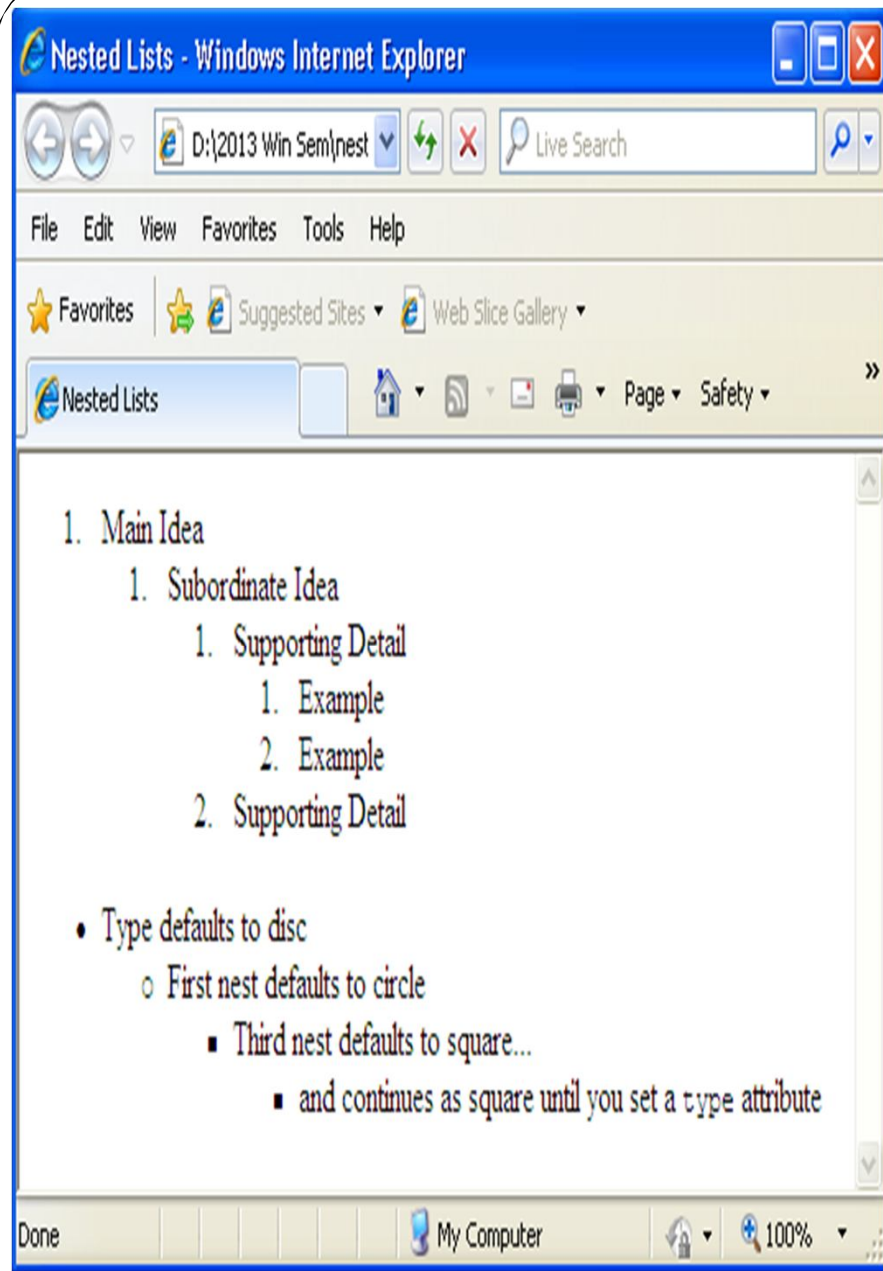 Nested Lists - Windows Internet Explorer
D:\2013 Win Sem\nest
Live Search
File Edit View Favorites Tools Help
Favorites Suggested Sites Web Slice Gallery
Nested Lists Page Safety »
1. Main Idea
1. Subordinate Idea
1. Supporting Detail
1. Example
2. Example
2. Supporting Detail
• Type defaults to disc
○ First nest defaults to circle
▪ Third nest defaults to square...
▪ and continues as square until you set a type attribute
Done My Computer 100%